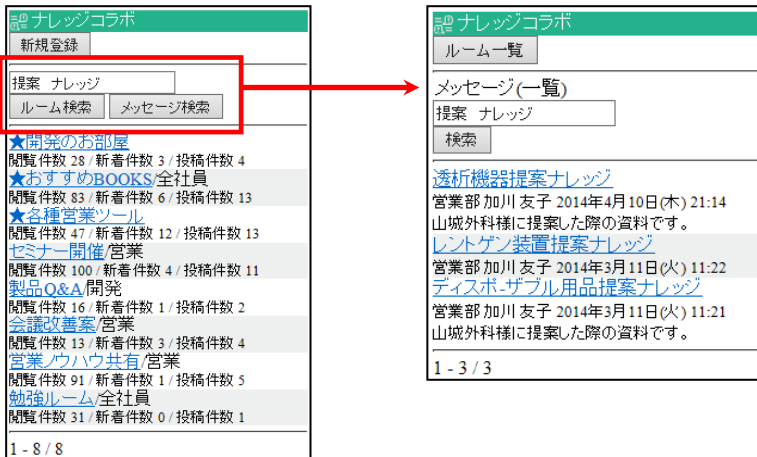 ナレッジコラボ
新規登録
提案 ナレッジ
ルーム検索 メッセージ検索
★開発のお部屋
閲覧件数 28 / 新着件数 3 / 投稿件数 4
★おすすめBOOKS/全社員
閲覧件数 83 / 新着件数 6 / 投稿件数 13
★各種営業ツール
閲覧件数 47 / 新着件数 12 / 投稿件数 13
セミナー開催/営業
閲覧件数 100 / 新着件数 4 / 投稿件数 11
製品Q&A/開発
閲覧件数 16 / 新着件数 1 / 投稿件数 2
会議改善案/営業
閲覧件数 13 / 新着件数 3 / 投稿件数 4
営業ノウハウ共有/営業
閲覧件数 91 / 新着件数 1 / 投稿件数 5
勉強ルーム/全社員
閲覧件数 31 / 新着件数 0 / 投稿件数 1
1 - 8 / 8
ナレッジコラボ
ルーム一覧
メッセージ(一覧)
提案 ナレッジ
検索
透析機器提案ナレッジ
営業部 加川 友子 2014年4月10日(木) 21:14
山城外科様に提案した際の資料です。
レントゲン装置提案ナレッジ
営業部 加川 友子 2014年3月11日(火) 11:22
ディスポ-ザブル用品提案ナレッジ
営業部 加川 友子 2014年3月11日(火) 11:21
山城外科様に提案した際の資料です。
1 - 3 / 3